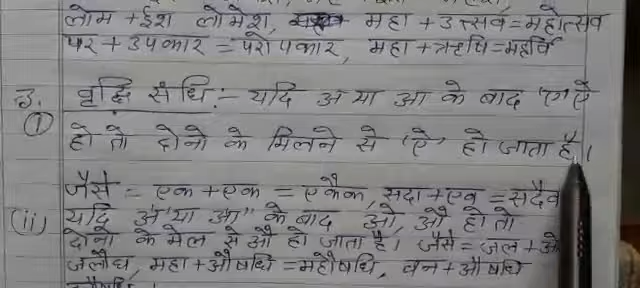 लोम + ईश लोमेश, महा + उत्सव = महोत्सव
पर + उपकार = परोपकार, महा + ऋषि = महर्षि
3. वृद्धि संधि :- यदि अ या आ के बाद 'ए' ऐ
(i) हो तो दोनो के मिलने से 'ऐ' हो जाता है।
जैसे = एक + एक = एकैक, सदा + एव = सदैव
(ii) यदि 'अ' या 'आ' के बाद ओ, औ हो तो
दोनो के मेल से औ हो जाता है। जैसे = जल + ओ
जलौघ, महा + औषधि = महौषधि, वन + औषधि